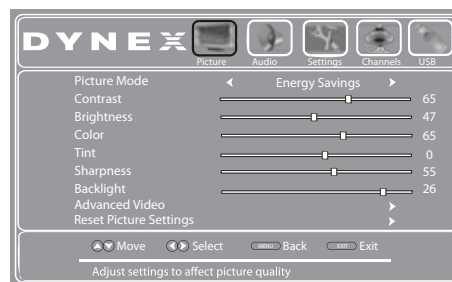 DYNEX
Picture Audio Settings Channels USB
Picture Mode Energy Savings
Contrast 65
Brightness 47
Color 65
Tint 0
Sharpness 55
Backlight 26
Advanced Video
Reset Picture Settings
Move Select MENU Back EXIT Exit
Adjust settings to affect picture quality